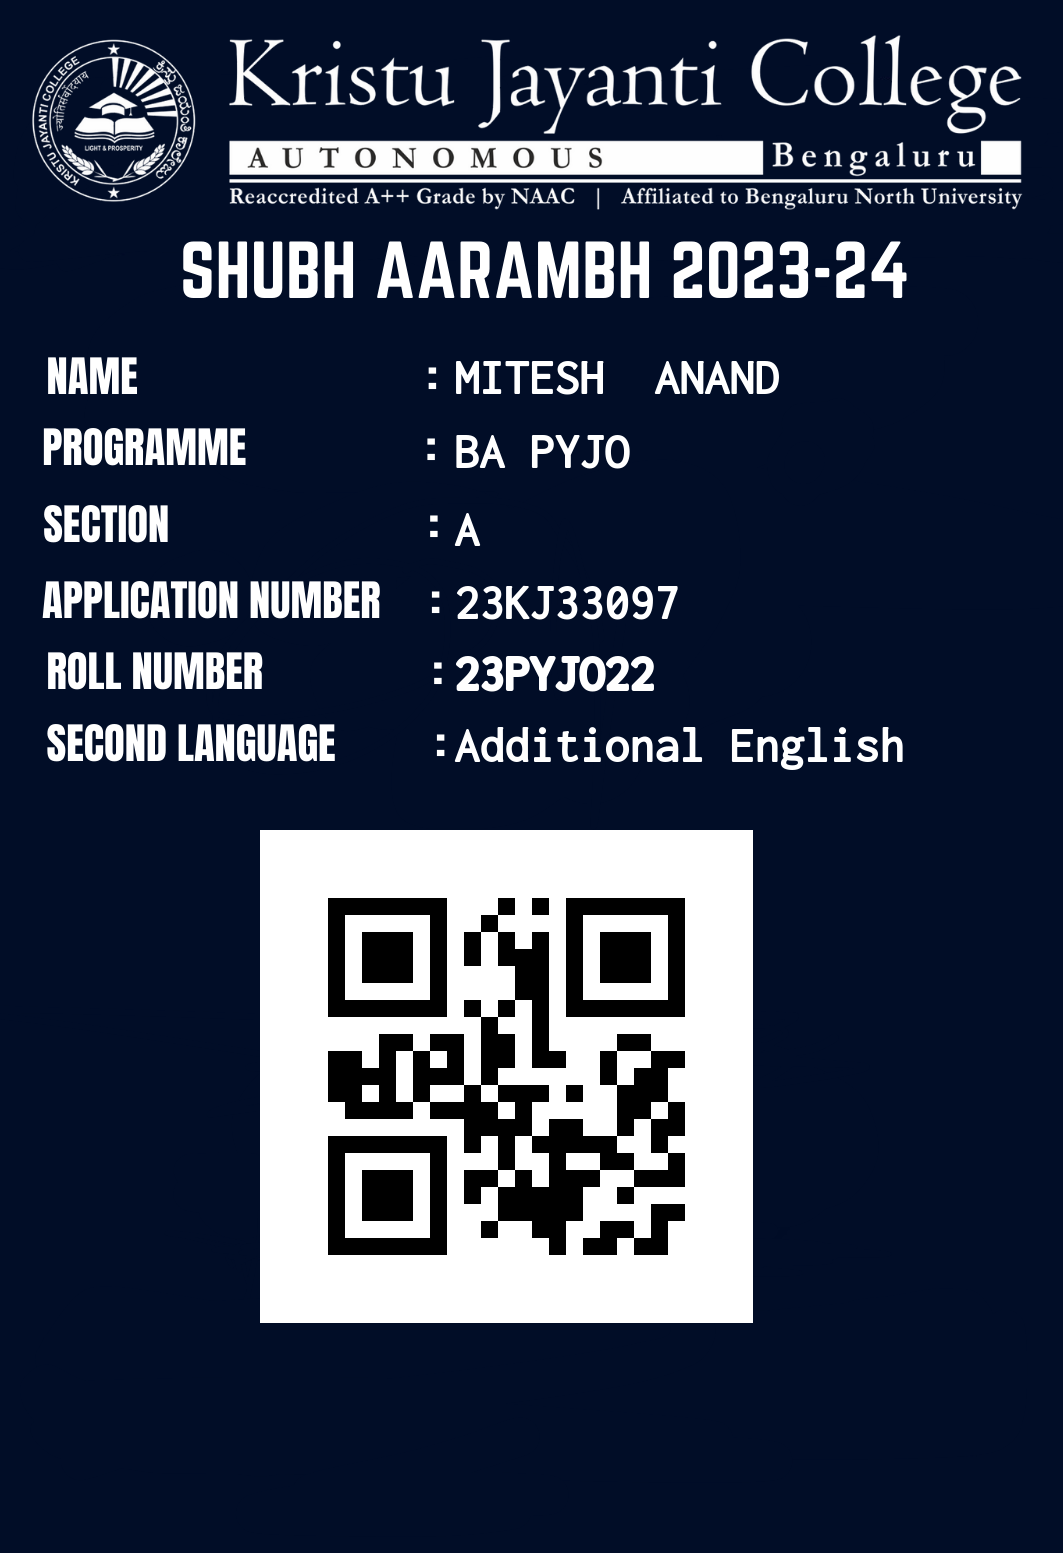 Kristu Jayanti College
AUTONOMOUS Bengaluru
Reaccredited A++ Grade by NAAC | Affiliated to Bengaluru North University
KRISTU JAYANTI COLLEGE
LIGHT & PROSPERITY
SHUBH AARAMBH 2023-24
NAME : MITESH ANAND
PROGRAMME : BA PYJO
SECTION : A
APPLICATION NUMBER : 23KJ33097
ROLL NUMBER : 23PYJO22
SECOND LANGUAGE : Additional English